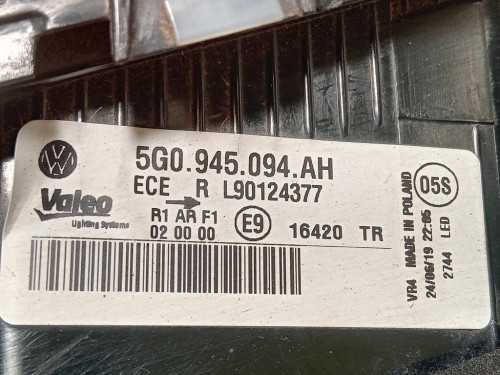 5G0.945.094.AH
ECE R L90124377
Valeo
Lighting Systems
R1 AR F1
02 00 00
E9
16420 TR
VR4 MADE IN POLAND
24/06/19 22:05
2744 LED
05S